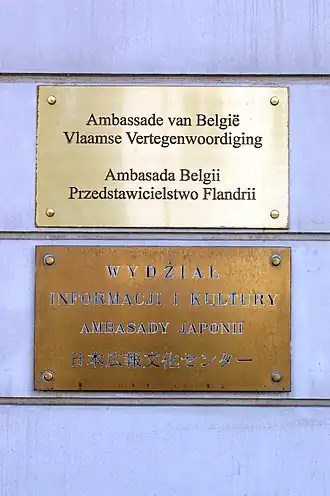 Ambassade van België
Vlaamse Vertegenwoordiging
Ambasada Belgii
Przedstawicielstwo Flandrii
WYDZIAŁ
INFORMACJI I KULTURY
AMBASADY JAPONII
日本広報文化センター